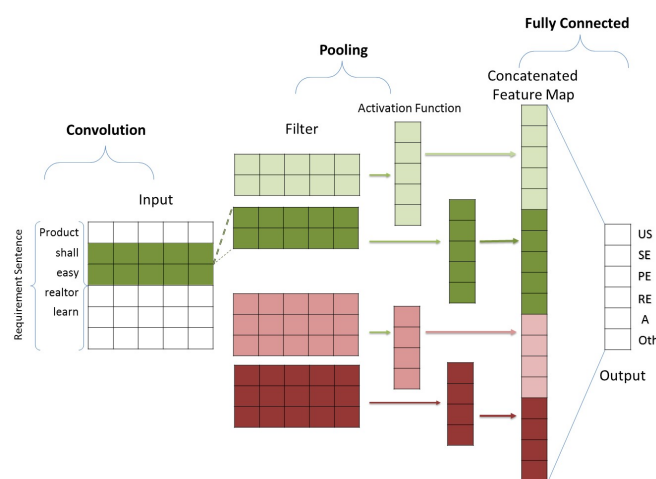 Fully Connected
Pooling
Concatenated
Feature Map
Activation Function
Convolution
Filter
Input
Requirement Sentence
Product
shall
easy
realtor
learn
US
SE
PE
RE
A
Oth
Output